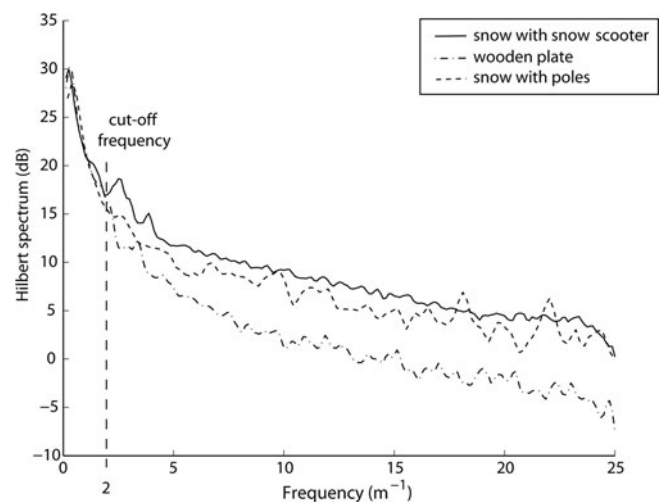 35
30
25
20
15
10
5
0
−5
−10
Hilbert spectrum (dB)
snow with snow scooter
wooden plate
snow with poles
cut-off
frequency
0
5
10
15
20
25
2
Frequency (m⁻¹)